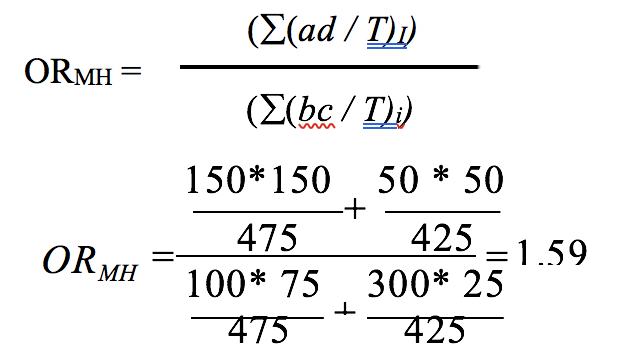 (∑(ad / T)I)
ORMH =
(∑(bc / T)i)
150*150 50 * 50
+
475 425
ORMH = = 1.59
100* 75 300* 25
+
475 425